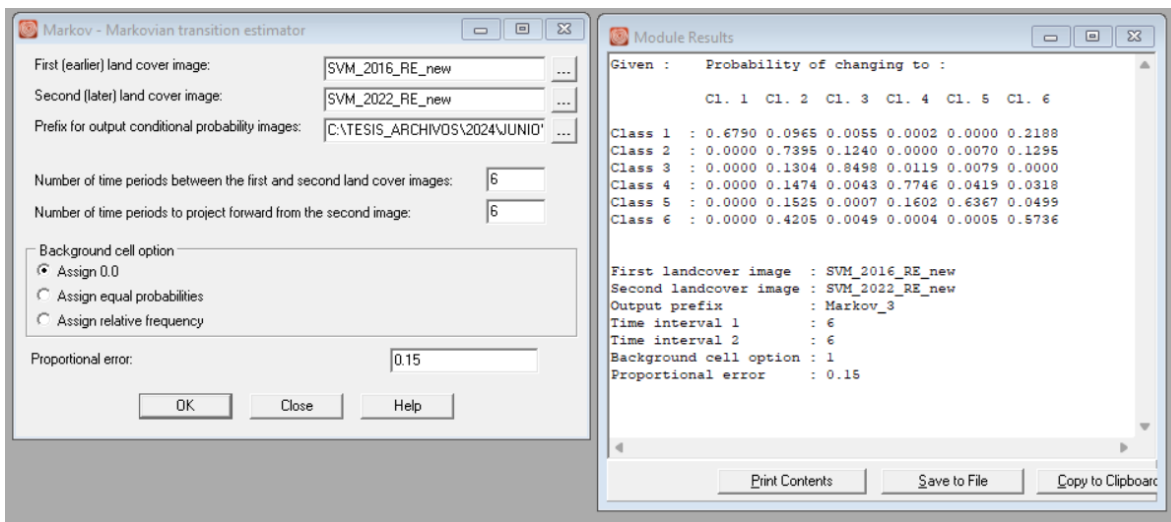 Markov - Markovian transition estimator
First (earlier) land cover image: SVM_2016_RE_new ...
Second (later) land cover image: SVM_2022_RE_new ...
Prefix for output conditional probability images: C:\TESIS_ARCHIVOS\2024\JUNIO' ...
Number of time periods between the first and second land cover images: 6
Number of time periods to project forward from the second image: 6
Background cell option
Assign 0.0
Assign equal probabilities
Assign relative frequency
Proportional error: 0.15
OK Close Help
Module Results
Given : Probability of changing to :
Cl. 1 Cl. 2 Cl. 3 Cl. 4 Cl. 5 Cl. 6
Class 1 : 0.6790 0.0965 0.0055 0.0002 0.0000 0.2188
Class 2 : 0.0000 0.7395 0.1240 0.0000 0.0070 0.1295
Class 3 : 0.0000 0.1304 0.8498 0.0119 0.0079 0.0000
Class 4 : 0.0000 0.1474 0.0043 0.7746 0.0419 0.0318
Class 5 : 0.0000 0.1525 0.0007 0.1602 0.6367 0.0499
Class 6 : 0.0000 0.4205 0.0049 0.0004 0.0005 0.5736
First landcover image : SVM_2016_RE_new
Second landcover image : SVM_2022_RE_new
Output prefix : Markov_3
Time interval 1 : 6
Time interval 2 : 6
Background cell option : 1
Proportional error : 0.15
Print Contents Save to File Copy to Clipboard